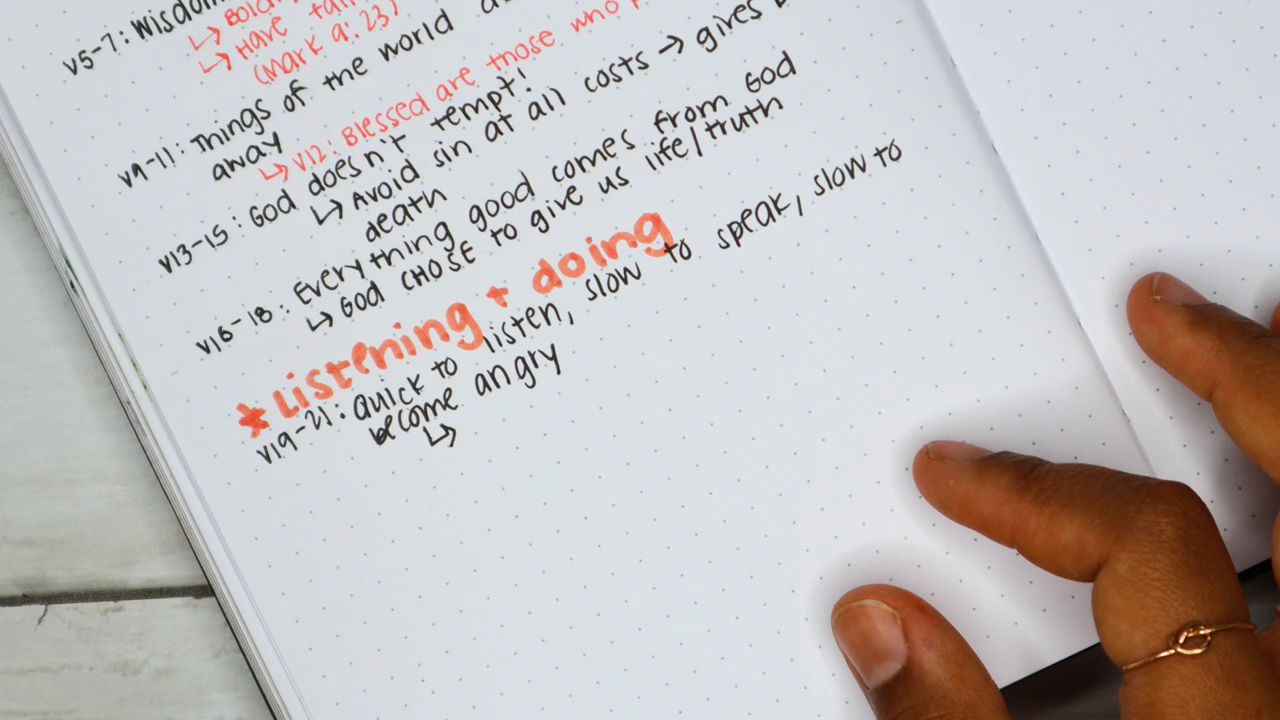 v5-7: Wisdom
↳ Bold
↳ Have
(Mark 9:23)
v9-11: Things of the world
away
↳ v12: Blessed are those who
v13-15: God doesn't tempt!
↳ Avoid sin at all costs → gives
death
v16-18: Everything good comes from God
↳ God CHOSE to give us life/truth
* Listening + doing
v19-21: Quick to listen, slow to speak, slow to
become angry
↳